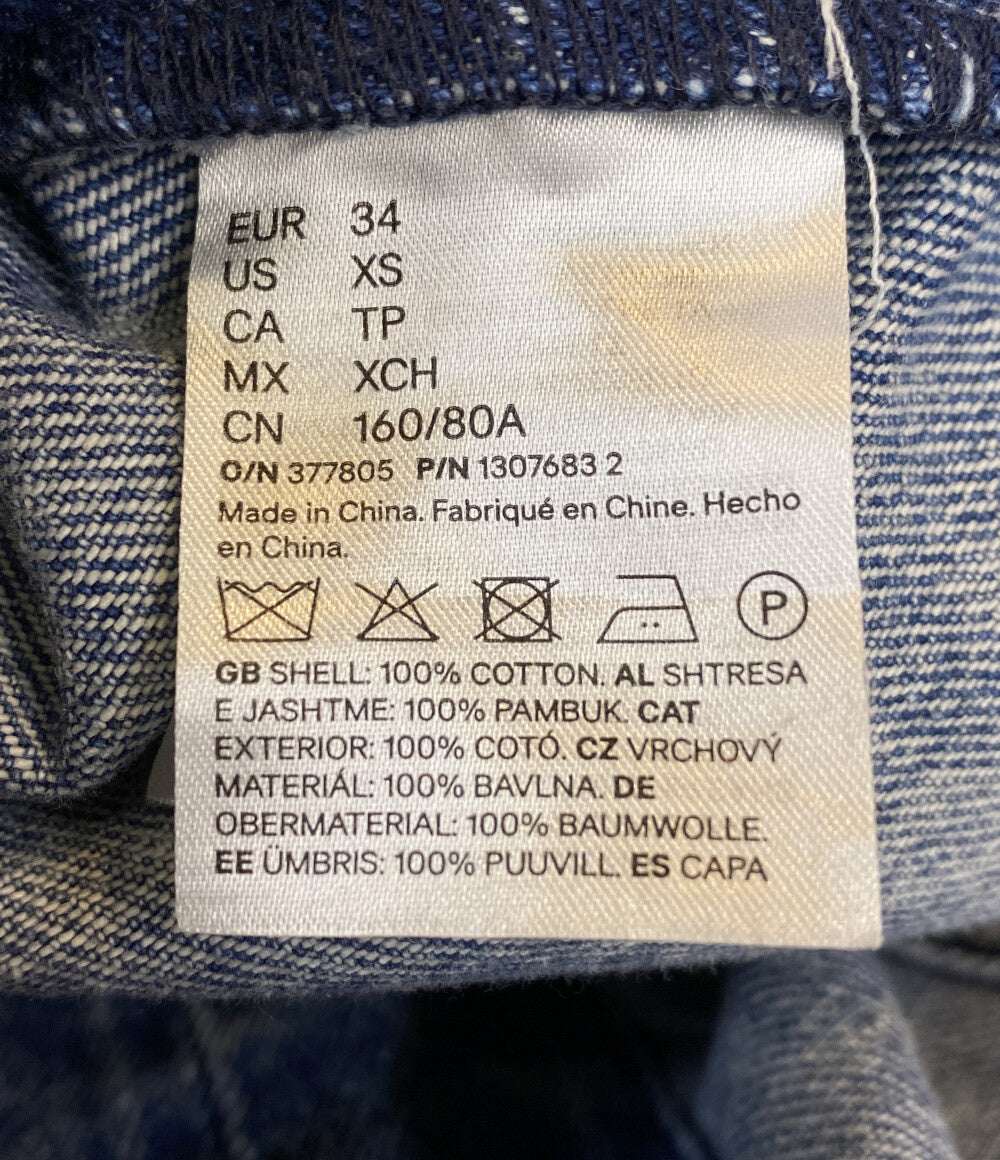 EUR 34
US XS
CA TP
MX XCH
CN 160/80A
O/N 377805 P/N 1307683 2
Made in China. Fabriqué en Chine. Hecho
en China.
P
GB SHELL: 100% COTTON. AL SHTRESA
E JASHTME: 100% PAMBUK. CAT
EXTERIOR: 100% COTÓ. CZ VRCHOVÝ
MATERIÁL: 100% BAVLNA. DE
OBERMATERIAL: 100% BAUMWOLLE.
EE ÜMBRIS: 100% PUUVILL. ES CAPA